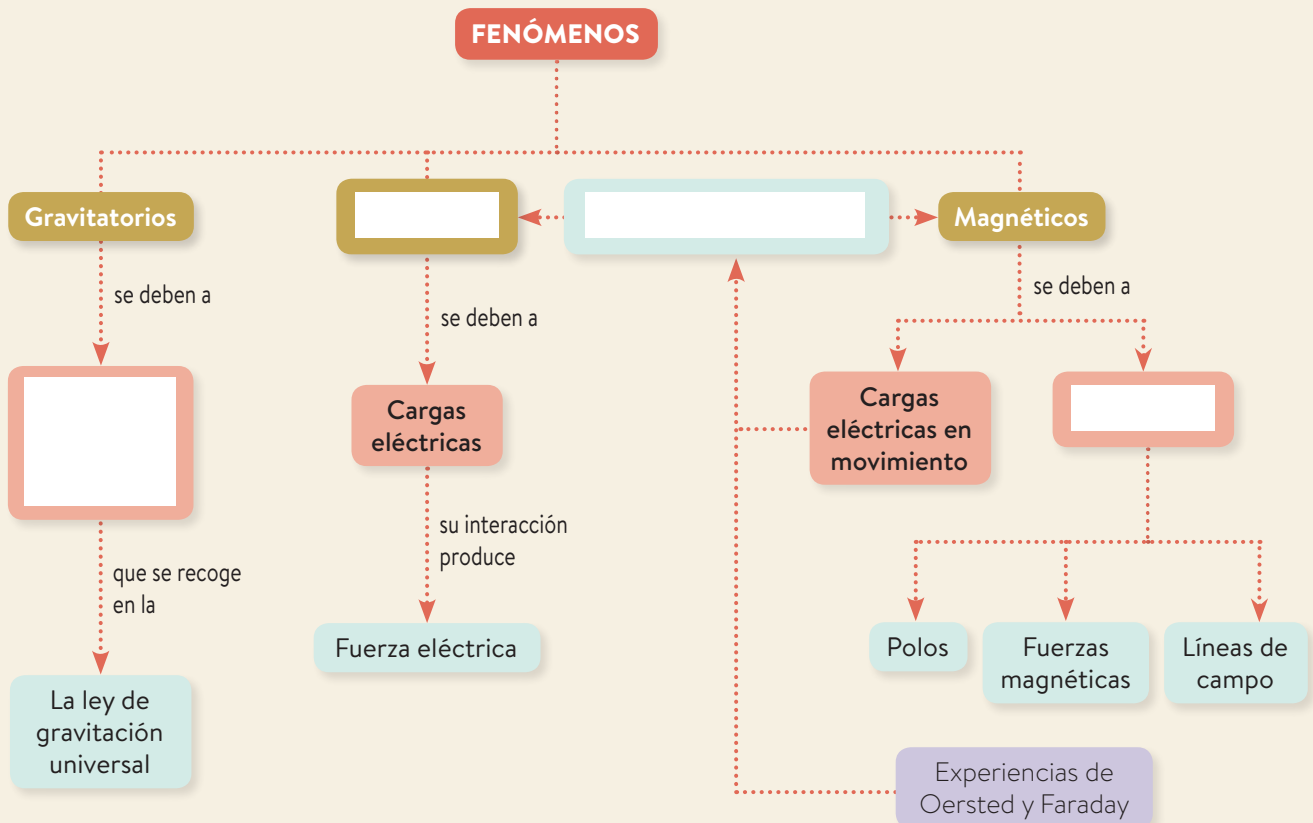 FENÓMENOS
Gravitatorios
Magnéticos
se deben a
se deben a
se deben a
Cargas
eléctricas
Cargas
eléctricas en
movimiento
su interacción
produce
que se recoge
en la
Fuerza eléctrica
Polos
Fuerzas
magnéticas
Líneas de
campo
La ley de
gravitación
universal
Experiencias de
Oersted y Faraday